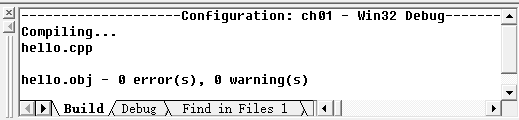 --------------------Configuration: ch01 - Win32 Debug--------
Compiling...
hello.cpp
hello.obj - 0 error(s), 0 warning(s)
Build Debug Find in Files 1